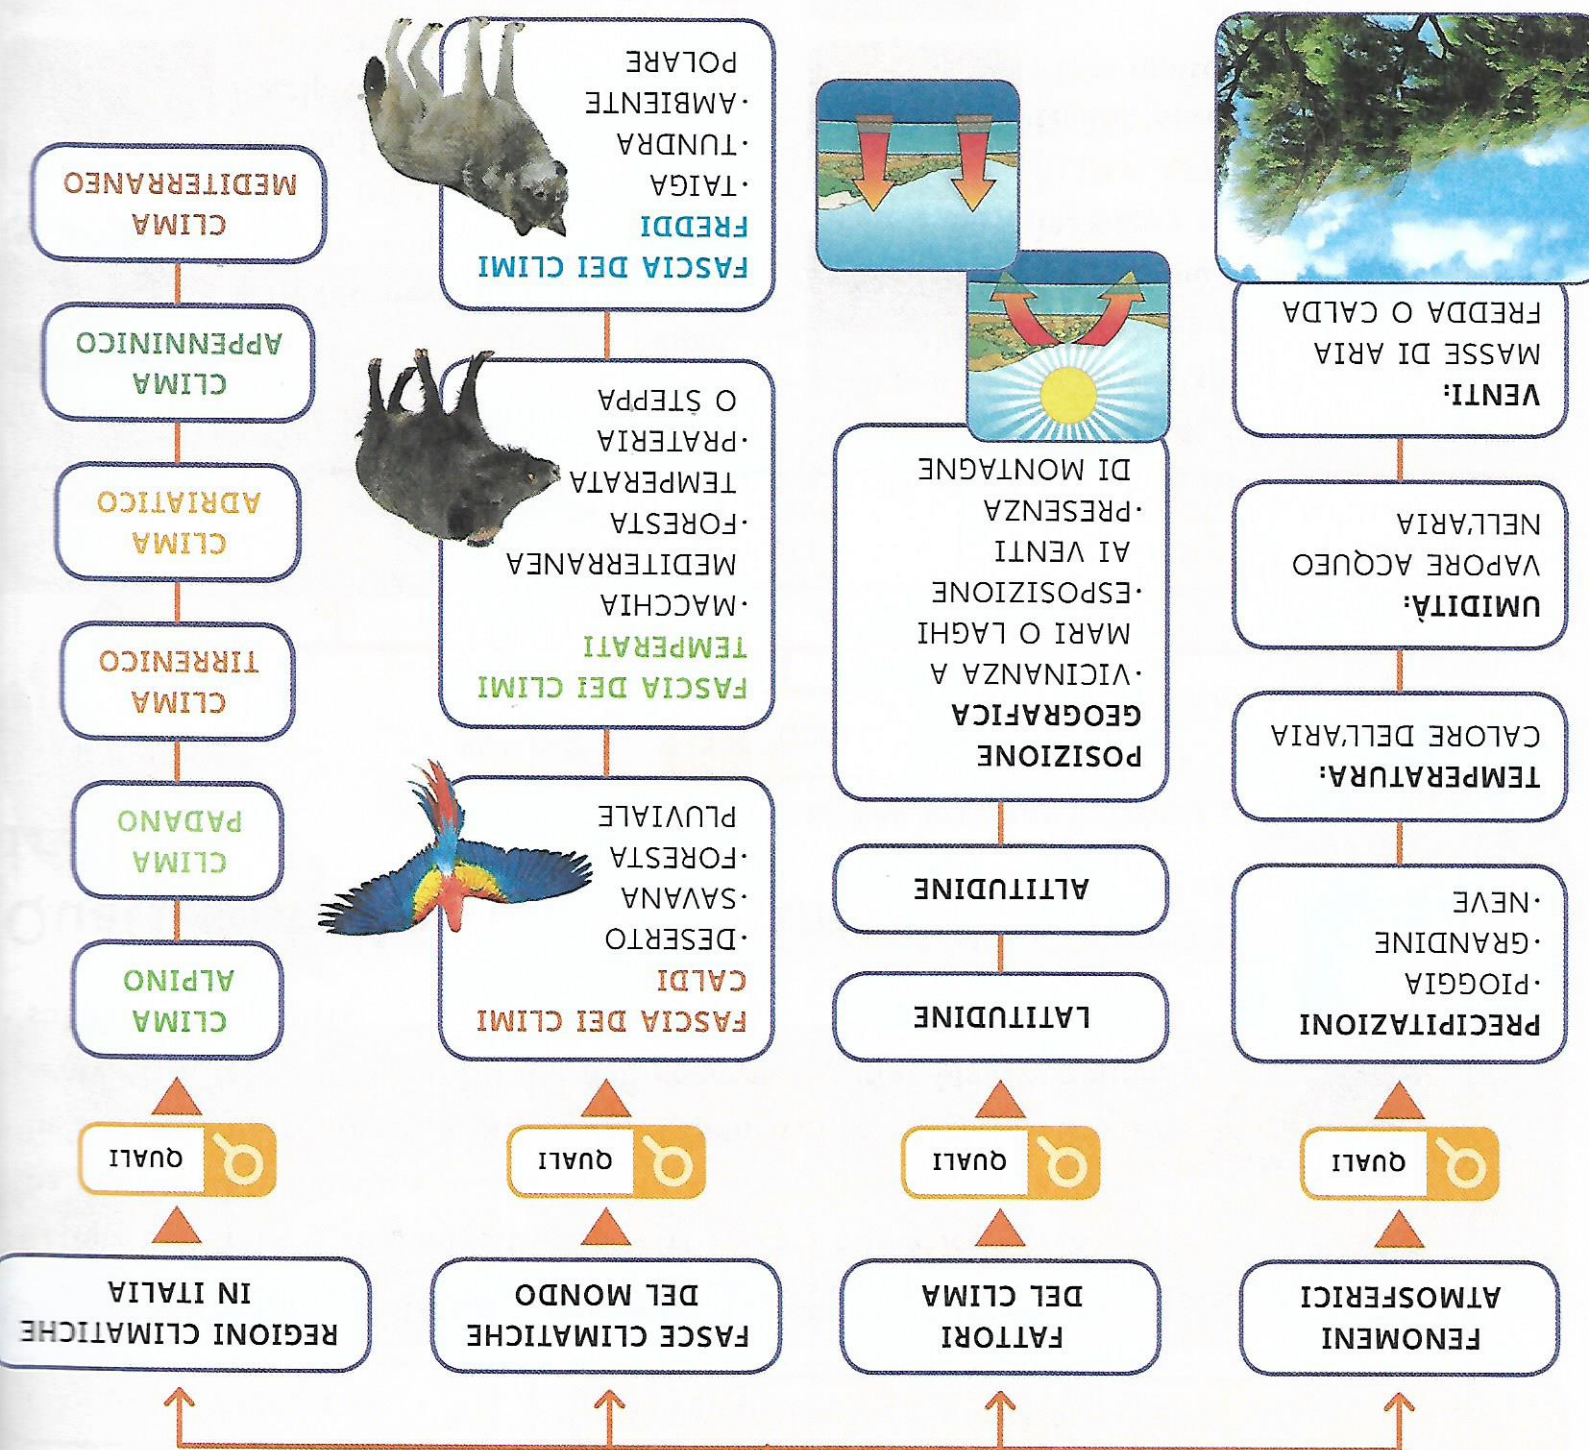 FENOMENI
ATMOSFERICI
QUALI
PRECIPITAZIONI
·PIOGGIA
·GRANDINE
·NEVE
TEMPERATURA:
CALORE DELL'ARIA
UMIDITÀ:
VAPORE ACQUEO
NELL'ARIA
VENTI:
MASSE DI ARIA
FREDDA O CALDA
FATTORI
DEL CLIMA
QUALI
LATITUDINE
ALTITUDINE
POSIZIONE
GEOGRAFICA
·VICINANZA A
MARI O LAGHI
·ESPOSIZIONE
AI VENTI
·PRESENZA
DI MONTAGNE
FASCE CLIMATICHE
DEL MONDO
QUALI
FASCIA DEI CLIMI
CALDI
·DESERTO
·SAVANA
·FORESTA
PLUVIALE
FASCIA DEI CLIMI
TEMPERATI
·MACCHIA
MEDITERRANEA
·FORESTA
TEMPERATA
·PRATERIA
O STEPPA
FASCIA DEI CLIMI
FREDDI
·TAIGA
·TUNDRA
·AMBIENTE
POLARE
REGIONI CLIMATICHE
IN ITALIA
QUALI
CLIMA
ALPINO
CLIMA
PADANO
CLIMA
TIRRENICO
CLIMA
ADRIATICO
CLIMA
APPENNINICO
CLIMA
MEDITERRANEO